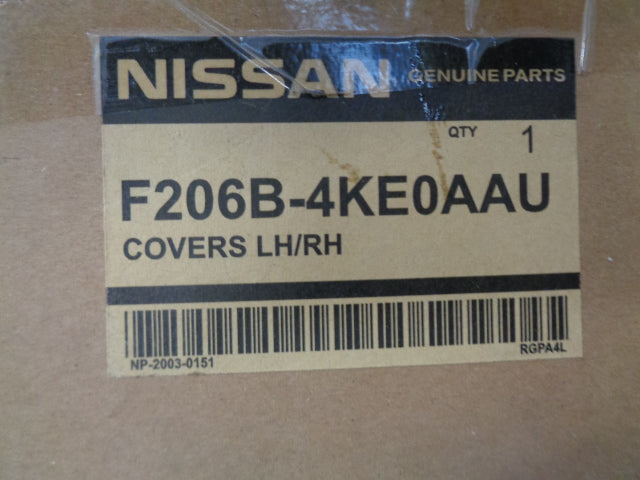 NISSAN GENUINE PARTS
QTY 1
F206B-4KE0AAU
COVERS LH/RH
NP-2003-0151 RGPA4L